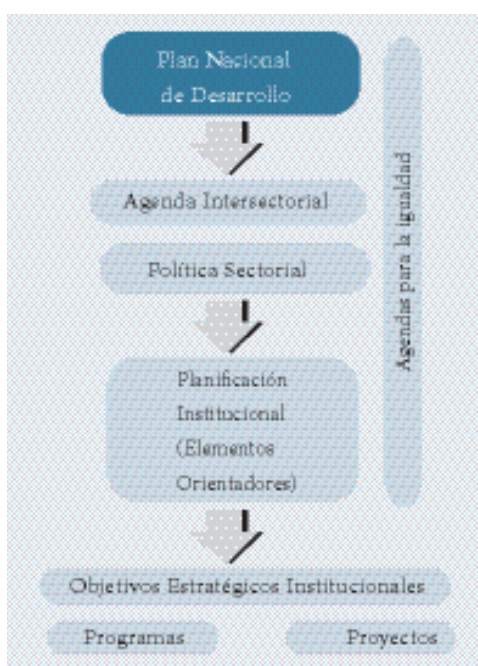 Plan Nacional
de Desarrollo
Agenda Intersectorial
Política Sectorial
Planificación
Institucional
(Elementos
Orientadores)
Objetivos Estratégicos Institucionales
Programas
Proyectos
Agendas para la igualdad